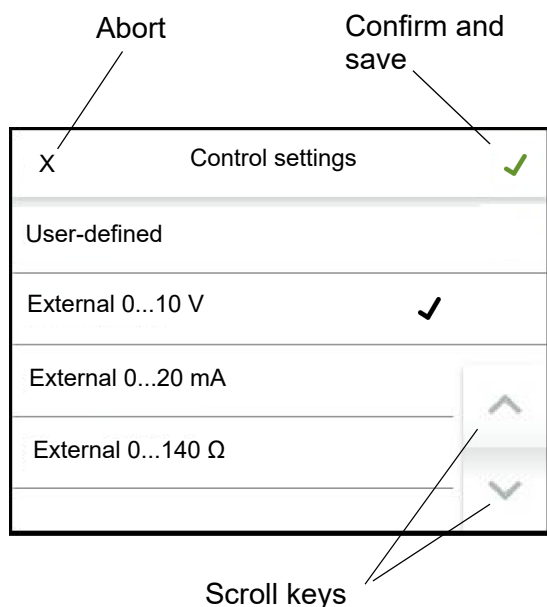 Abort
Confirm and
save
X
Control settings
User-defined
External 0...10 V
External 0...20 mA
External 0...140 Ω
Scroll keys